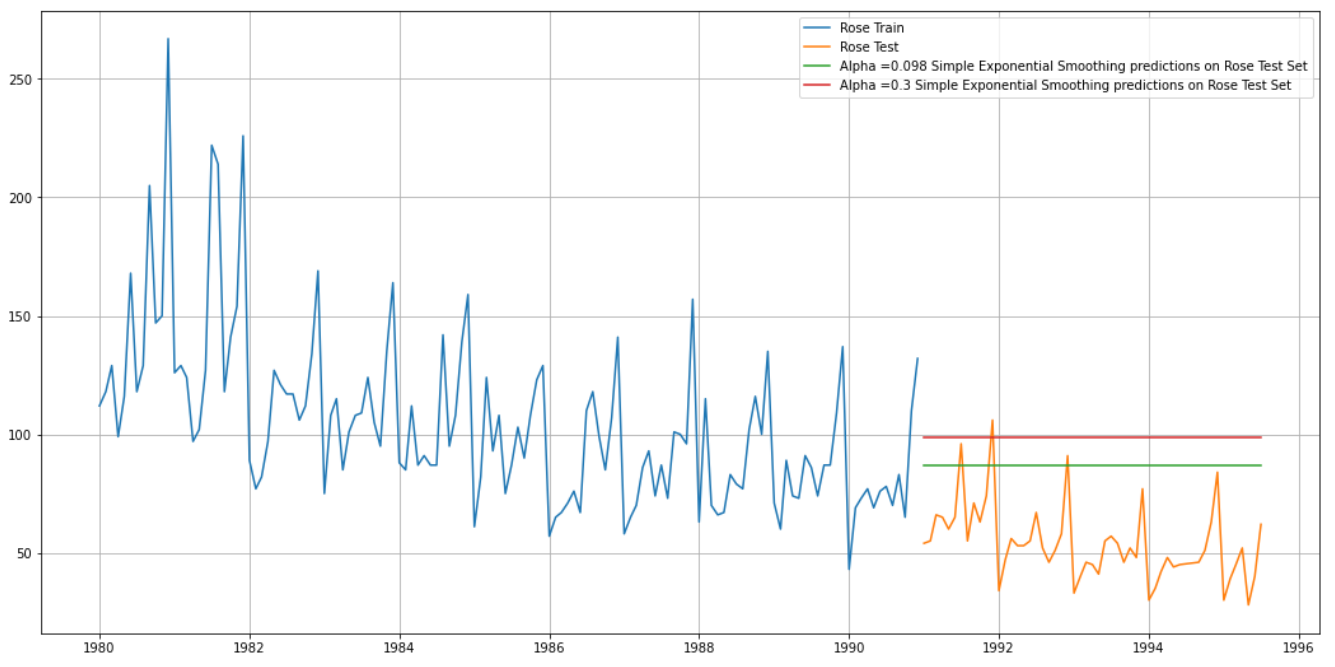 Rose Train
Rose Test
Alpha =0.098 Simple Exponential Smoothing predictions on Rose Test Set
Alpha =0.3 Simple Exponential Smoothing predictions on Rose Test Set
250
200
150
100
50
1980 1982 1984 1986 1988 1990 1992 1994 1996